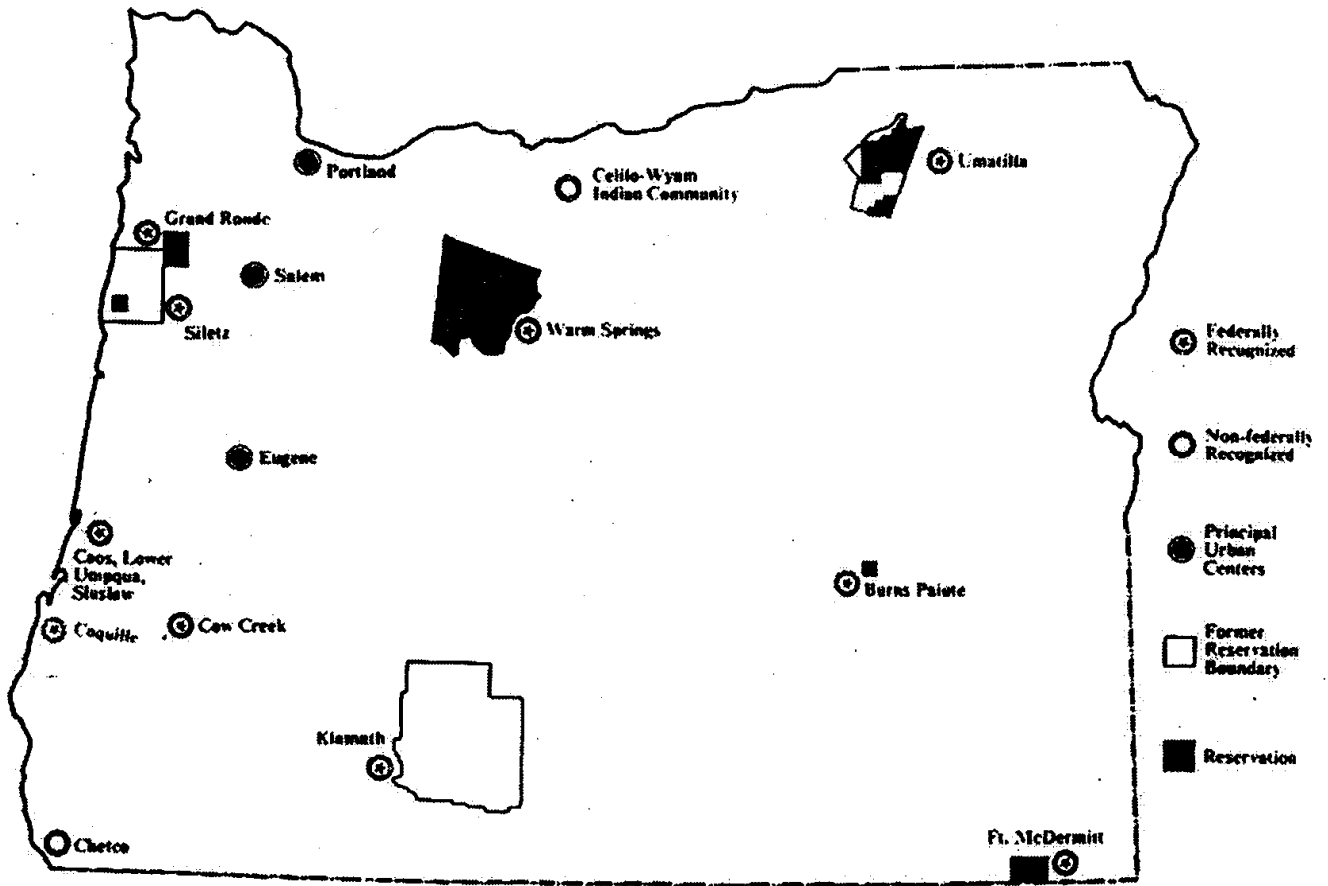 Portland
Celilo-Wyam
Indian Community
Umatilla
Grand Ronde
Salem
Siletz
Warm Springs
Federally
Recognized
Non-federally
Recognized
Eugene
Principal
Urban
Centers
Coos, Lower
Umpqua,
Siuslaw
Burns Paiute
Coquille
Cow Creek
Former
Reservation
Boundary
Klamath
Reservation
Chetco
Ft. McDermitt